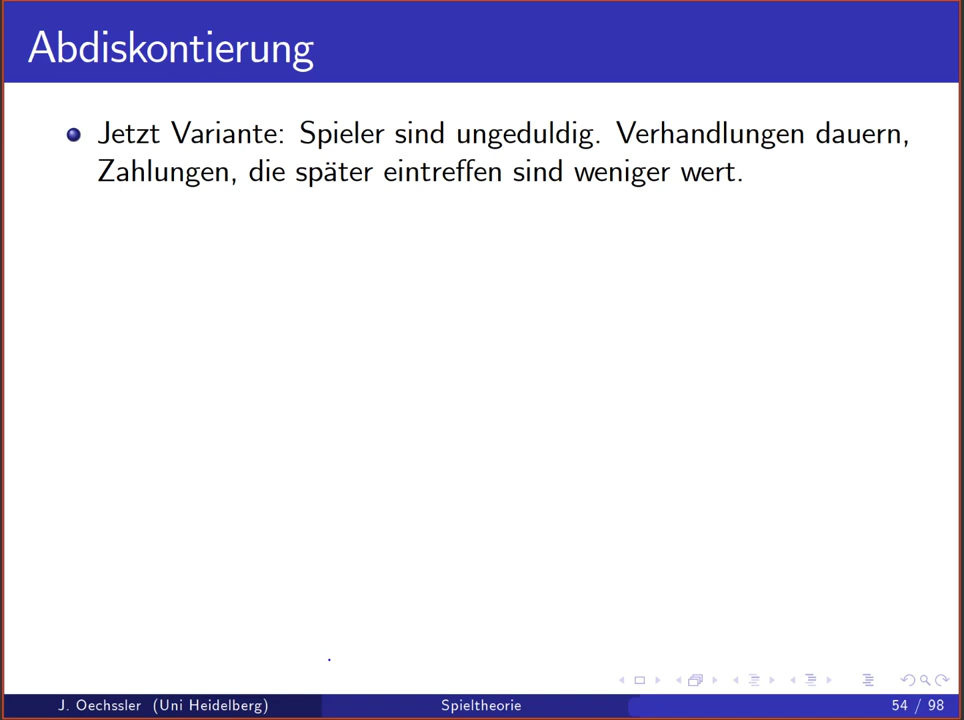 Abdiskontierung
Jetzt Variante: Spieler sind ungeduldig. Verhandlungen dauern,
Zahlungen, die später eintreffen sind weniger wert.
J. Oechssler (Uni Heidelberg)
Spieltheorie
54 / 98